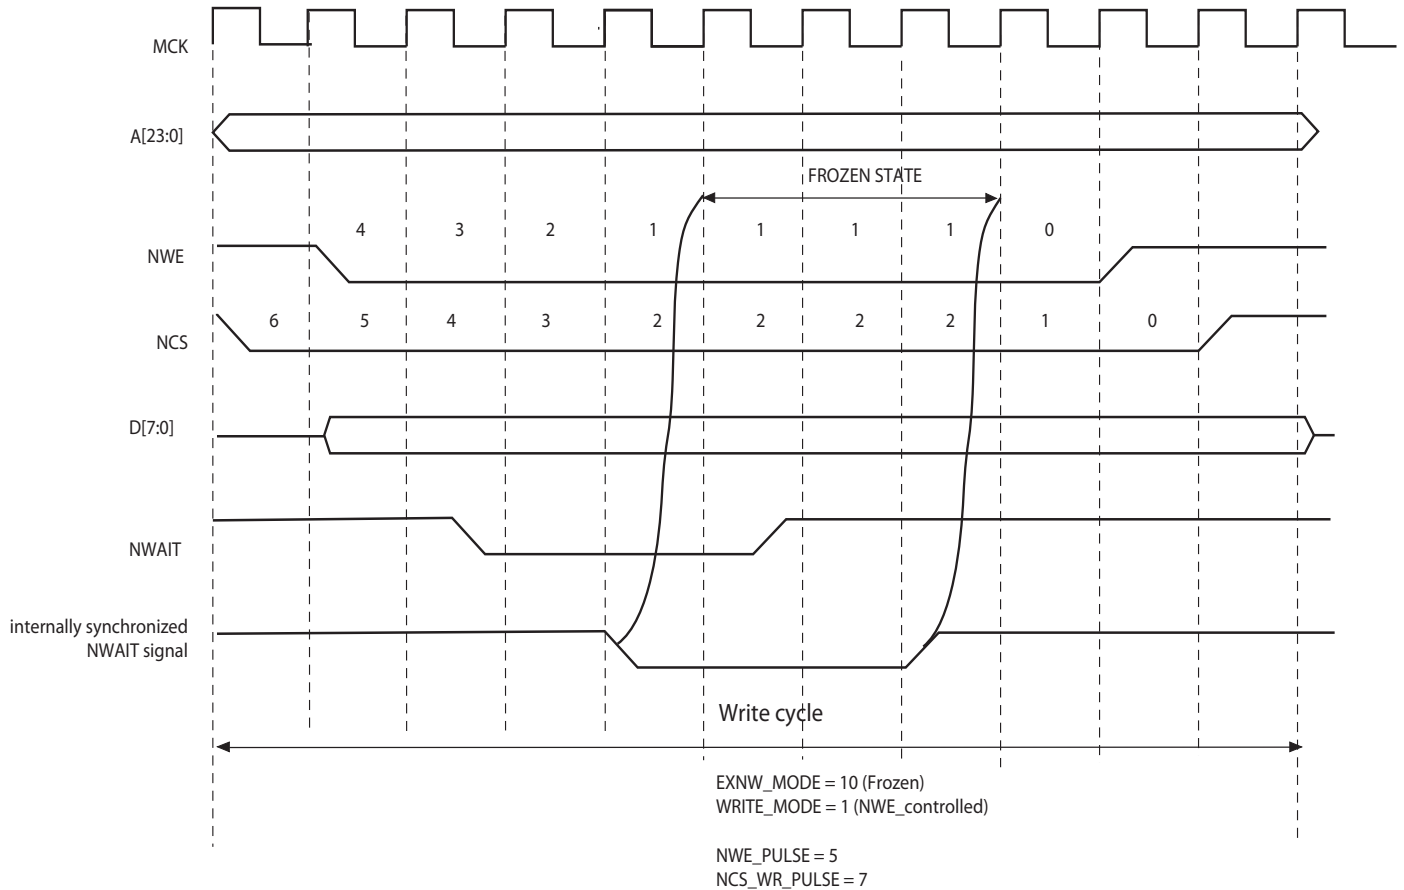 MCK
A[23:0]
FROZEN STATE
4 3 2 1 1 1 1 0
NWE
6 5 4 3 2 2 2 2 1 0
NCS
D[7:0]
NWAIT
internally synchronized
NWAIT signal
Write cycle
EXNW_MODE = 10 (Frozen)
WRITE_MODE = 1 (NWE_controlled)
NWE_PULSE = 5
NCS_WR_PULSE = 7